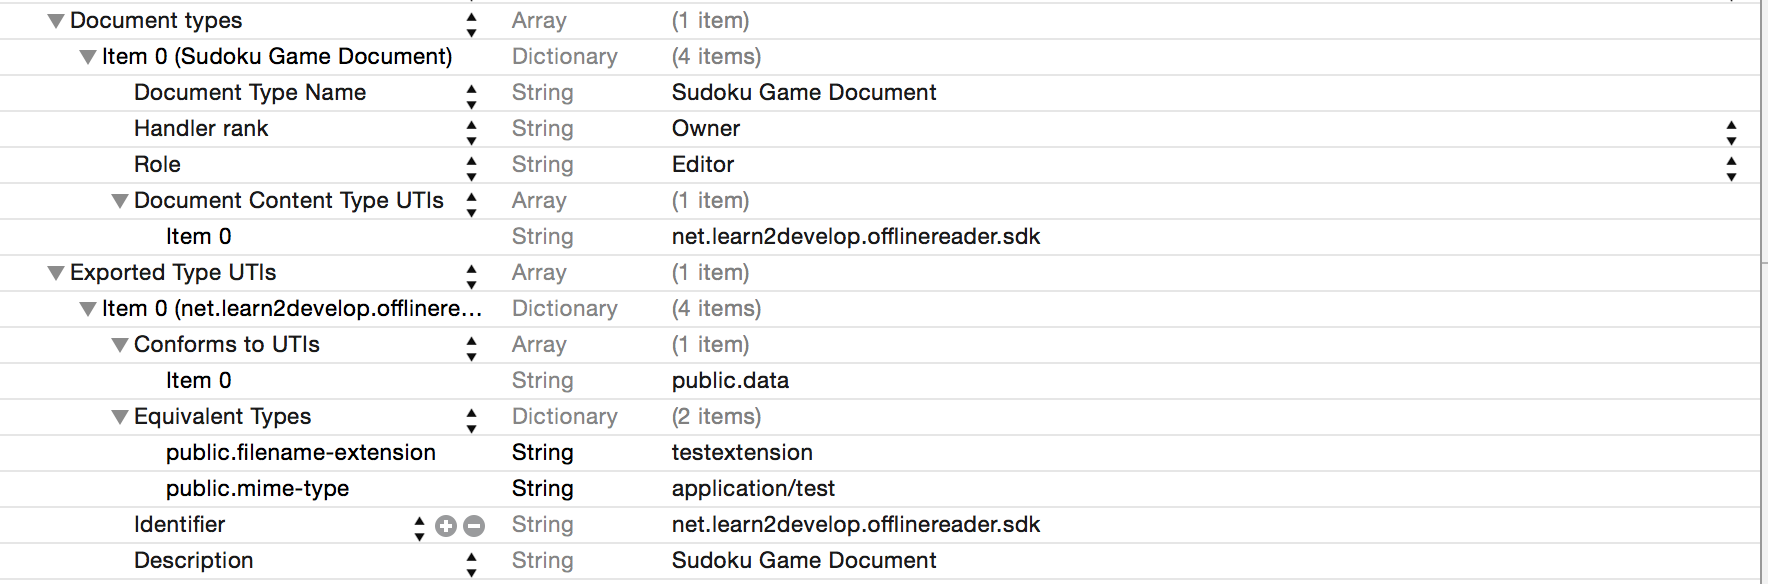 Document types Array (1 item)
Item 0 (Sudoku Game Document) Dictionary (4 items)
Document Type Name String Sudoku Game Document
Handler rank String Owner
Role String Editor
Document Content Type UTIs Array (1 item)
Item 0 String net.learn2develop.offlinereader.sdk
Exported Type UTIs Array (1 item)
Item 0 (net.learn2develop.offlinere... Dictionary (4 items)
Conforms to UTIs Array (1 item)
Item 0 String public.data
Equivalent Types Dictionary (2 items)
public.filename-extension String testextension
public.mime-type String application/test
Identifier String net.learn2develop.offlinereader.sdk
Description String Sudoku Game Document